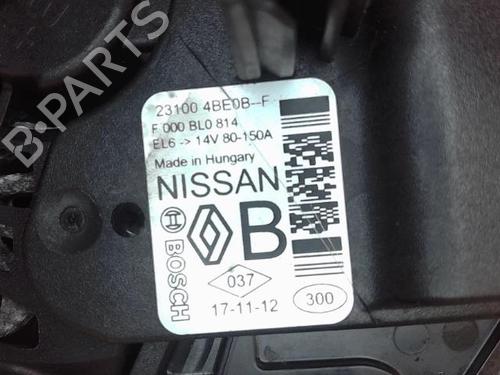 B-PARTS
23100 4BE0B--F
F 000 BL0 814
EL6 -> 14V 80-150A
Made in Hungary
NISSAN
B
BOSCH
037
17-11-12
300